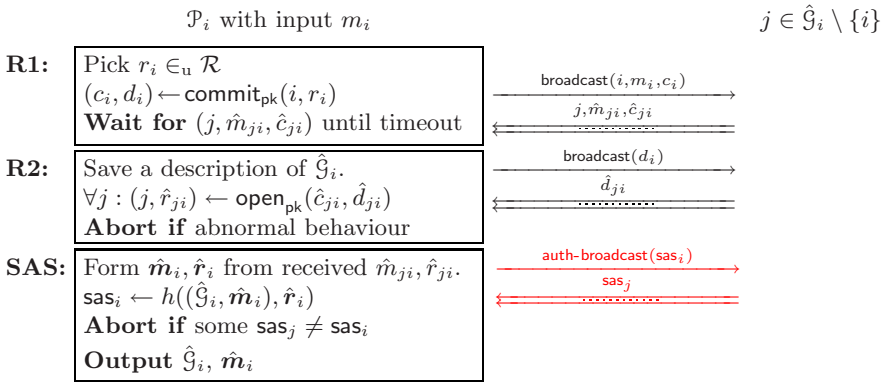 𝒫ᵢ with input mᵢ j ∈ 𝒢̂ᵢ \ {i}
R1: Pick rᵢ ∈ᵤ ℛ
(cᵢ, dᵢ) ← commit_pk(i, rᵢ)
Wait for (j, m̂ⱼᵢ, ĉⱼᵢ) until timeout
broadcast(i, mᵢ, cᵢ)
j, m̂ⱼᵢ, ĉⱼᵢ
R2: Save a description of 𝒢̂ᵢ.
∀j : (j, r̂ⱼᵢ) ← open_pk(ĉⱼᵢ, d̂ⱼᵢ)
Abort if abnormal behaviour
broadcast(dᵢ)
d̂ⱼᵢ
SAS: Form m̂ᵢ, r̂ᵢ from received m̂ⱼᵢ, r̂ⱼᵢ.
sasᵢ ← h((𝒢̂ᵢ, m̂ᵢ), r̂ᵢ)
Abort if some sasⱼ ≠ sasᵢ
Output 𝒢̂ᵢ, m̂ᵢ
auth-broadcast(sasᵢ)
sasⱼ